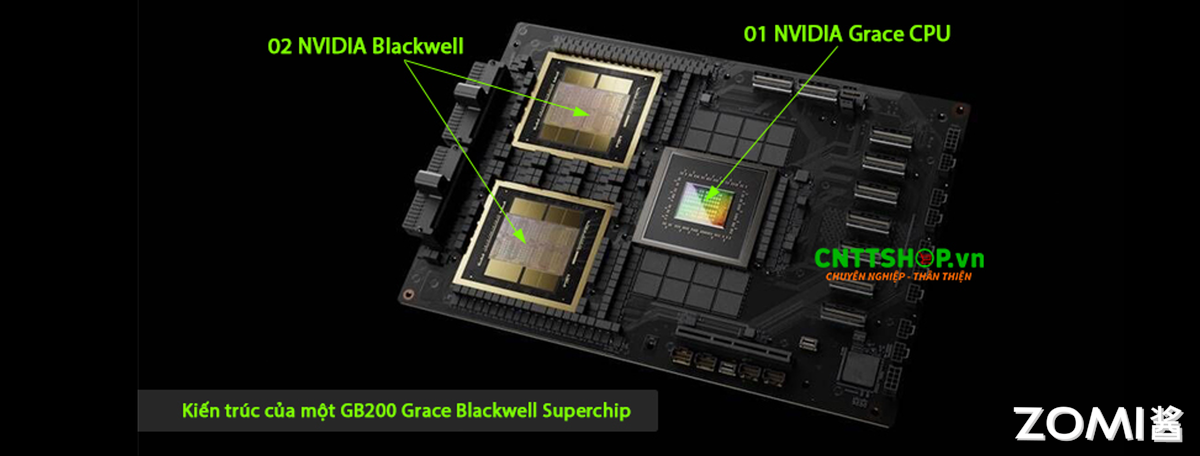 02 NVIDIA Blackwell
01 NVIDIA Grace CPU
CNTTSHOP.vn
CHUYÊN NGHIỆP - THÂN THIỆN
Kiến trúc của một GB200 Grace Blackwell Superchip
ZOMI酱